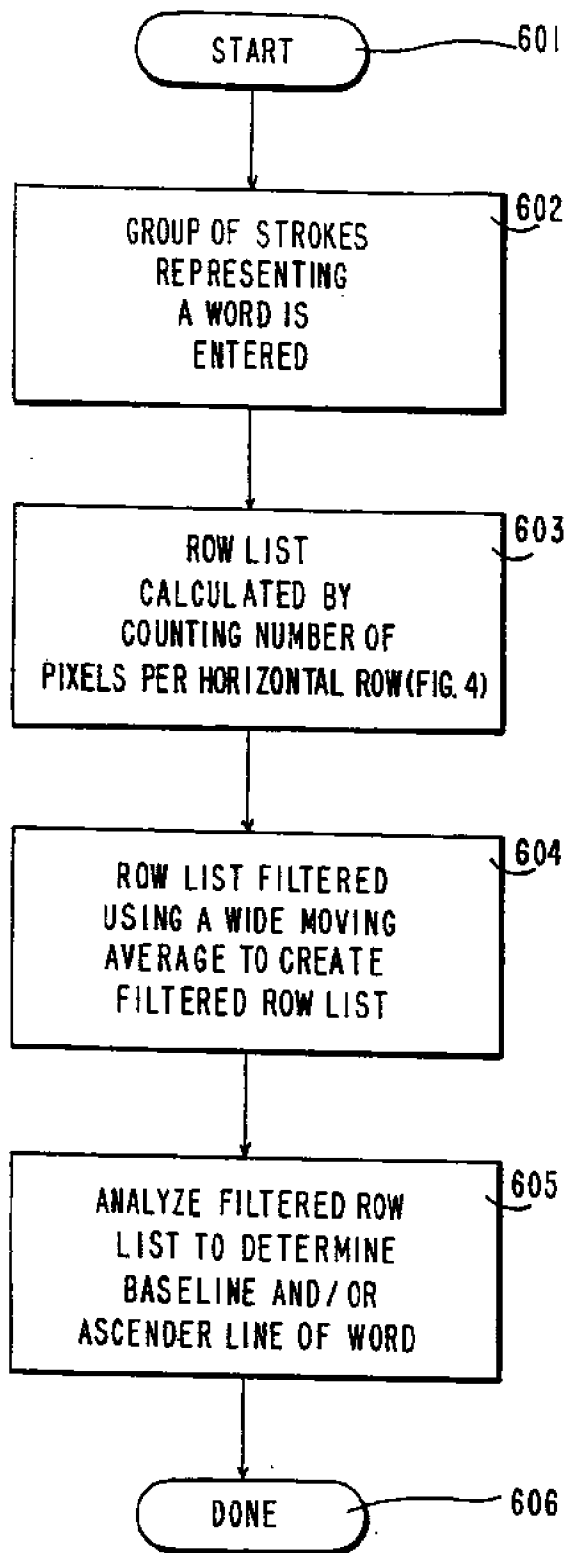 START
601
602
GROUP OF STROKES
REPRESENTING
A WORD IS
ENTERED
603
ROW LIST
CALCULATED BY
COUNTING NUMBER OF
PIXELS PER HORIZONTAL ROW(FIG. 4)
604
ROW LIST FILTERED
USING A WIDE MOVING
AVERAGE TO CREATE
FILTERED ROW LIST
605
ANALYZE FILTERED ROW
LIST TO DETERMINE
BASELINE AND/OR
ASCENDER LINE OF WORD
DONE
606